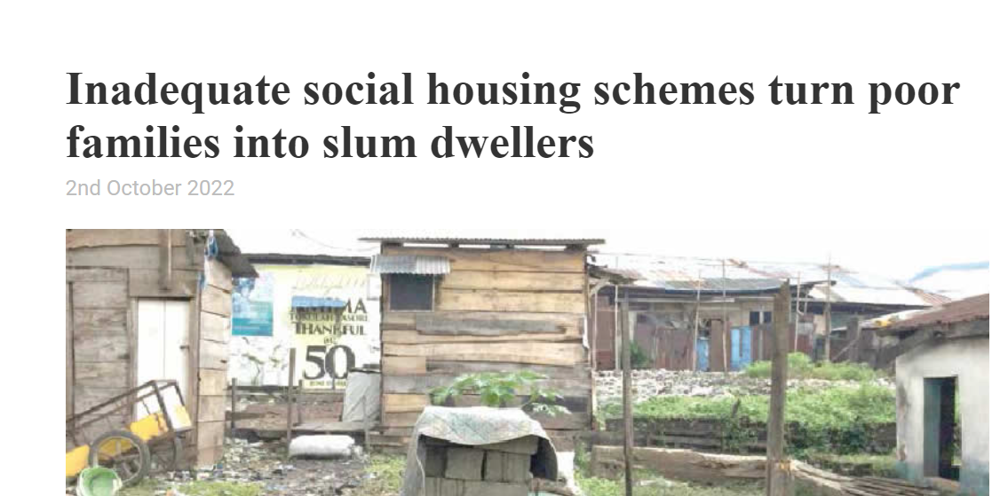 Inadequate social housing schemes turn poor
families into slum dwellers
2nd October 2022
THANKFUL
50